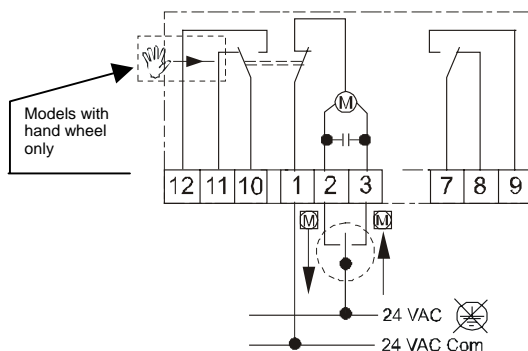 M
Models with
hand wheel
only
12 11 10 1 2 3 7 8 9
M M
24 VAC
24 VAC Com